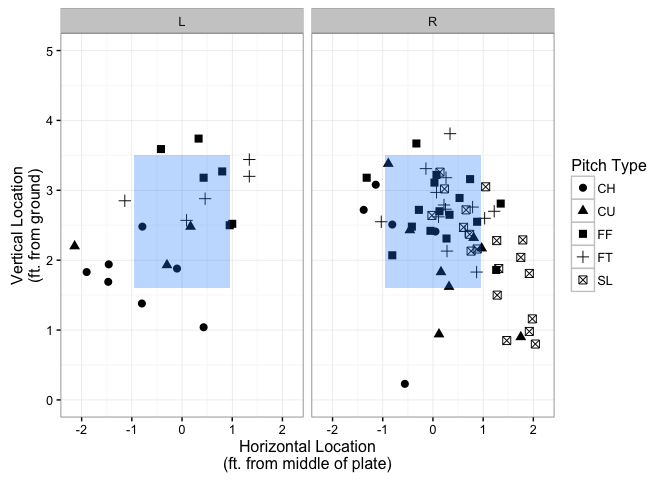 L
R
5
4
3
2
1
0
Vertical Location
(ft. from ground)
-2 -1 0 1 2
-2 -1 0 1 2
Horizontal Location
(ft. from middle of plate)
Pitch Type
CH
CU
FF
FT
SL